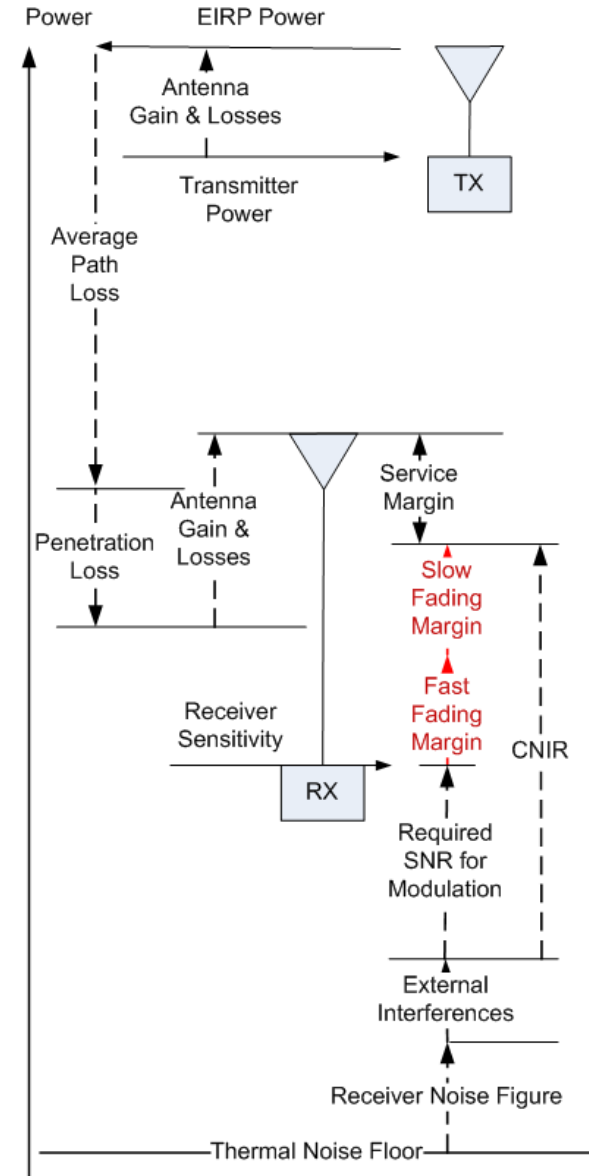 Power
EIRP Power
Antenna
Gain & Losses
Transmitter
Power
TX
Average
Path
Loss
Service
Margin
Antenna
Gain &
Losses
Penetration
Loss
Slow
Fading
Margin
Fast
Fading
Margin
CNIR
Receiver
Sensitivity
RX
Required
SNR for
Modulation
External
Interferences
Receiver Noise Figure
Thermal Noise Floor